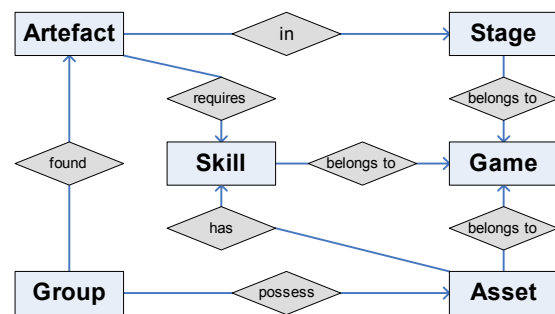 Artefact
in
Stage
requires
belongs to
found
Skill
belongs to
Game
has
belongs to
Group
possess
Asset